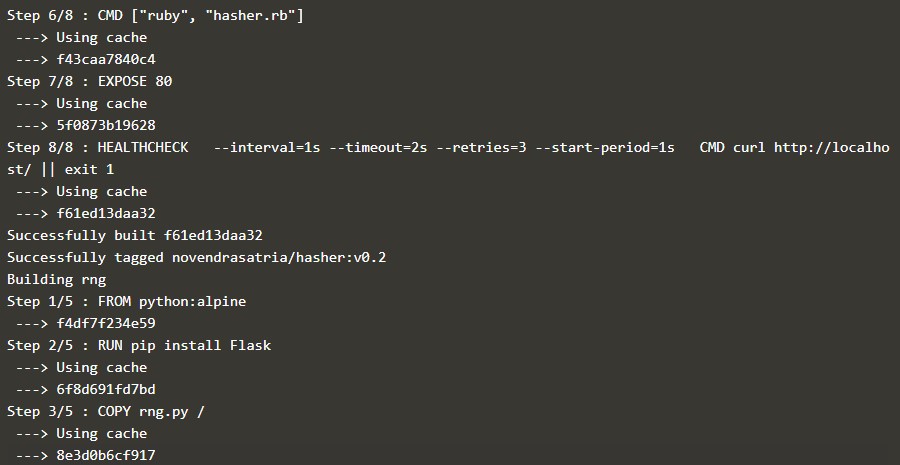 Step 6/8 : CMD ["ruby", "hasher.rb"]
 ---> Using cache
 ---> f43caa7840c4
Step 7/8 : EXPOSE 80
 ---> Using cache
 ---> 5f0873b19628
Step 8/8 : HEALTHCHECK   --interval=1s --timeout=2s --retries=3 --start-period=1s   CMD curl http://localho
st/ || exit 1
 ---> Using cache
 ---> f61ed13daa32
Successfully built f61ed13daa32
Successfully tagged novendrasatria/hasher:v0.2
Building rng
Step 1/5 : FROM python:alpine
 ---> f4df7f234e59
Step 2/5 : RUN pip install Flask
 ---> Using cache
 ---> 6f8d691fd7bd
Step 3/5 : COPY rng.py /
 ---> Using cache
 ---> 8e3d0b6cf917